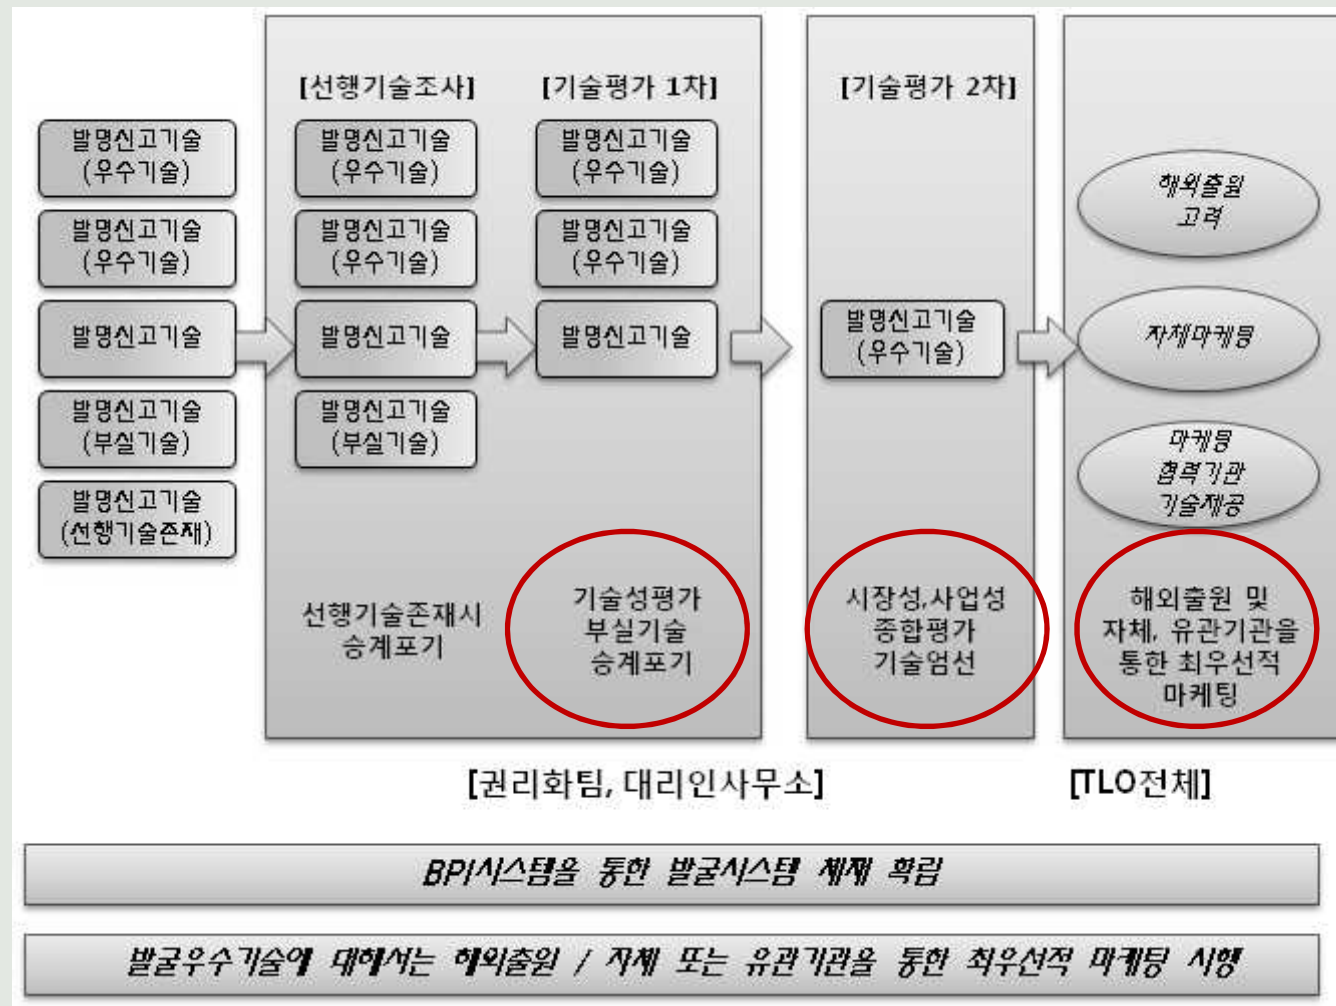 [선행기술조사]
[기술평가 1차]
[기술평가 2차]
발명신고기술
(우수기술)
발명신고기술
(우수기술)
발명신고기술
발명신고기술
(부실기술)
발명신고기술
(선행기술존재)
발명신고기술
(우수기술)
발명신고기술
(우수기술)
발명신고기술
발명신고기술
(부실기술)
선행기술존재시
승계포기
발명신고기술
(우수기술)
발명신고기술
(우수기술)
발명신고기술
기술성평가
부실기술
승계포기
발명신고기술
(우수기술)
시장성,사업성
종합평가
기술엄선
해외출원
고려
자체마케팅
마케팅
협력기관
기술제공
해외출원 및
자체, 유관기관을
통한 최우선적
마케팅
[권리화팀, 대리인사무소]
[TLO전체]
BPI시스템을 통한 발굴시스템 체제 확립
발굴우수기술에 대해서는 해외출원 / 자체 또는 유관기관을 통한 최우선적 마케팅 시행